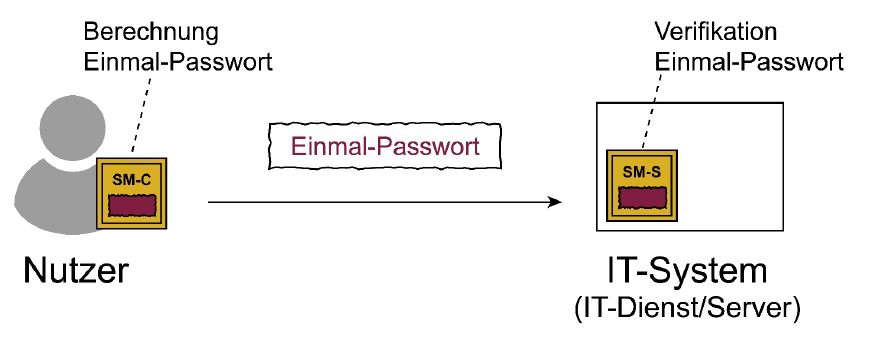 Berechnung
Einmal-Passwort
Verifikation
Einmal-Passwort
Einmal-Passwort
SM-C
SM-S
Nutzer
IT-System
(IT-Dienst/Server)